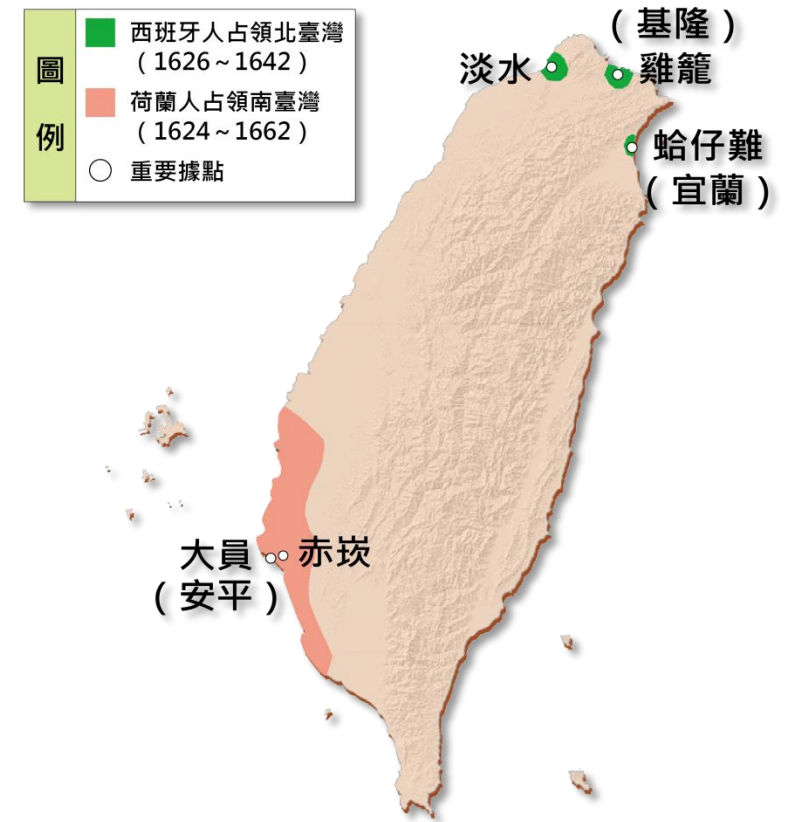 圖例
西班牙人占領北臺灣
（1626～1642）
荷蘭人占領南臺灣
（1624～1662）
重要據點
（基隆）
淡水
雞籠
蛤仔難
（宜蘭）
大員
（安平）
赤崁